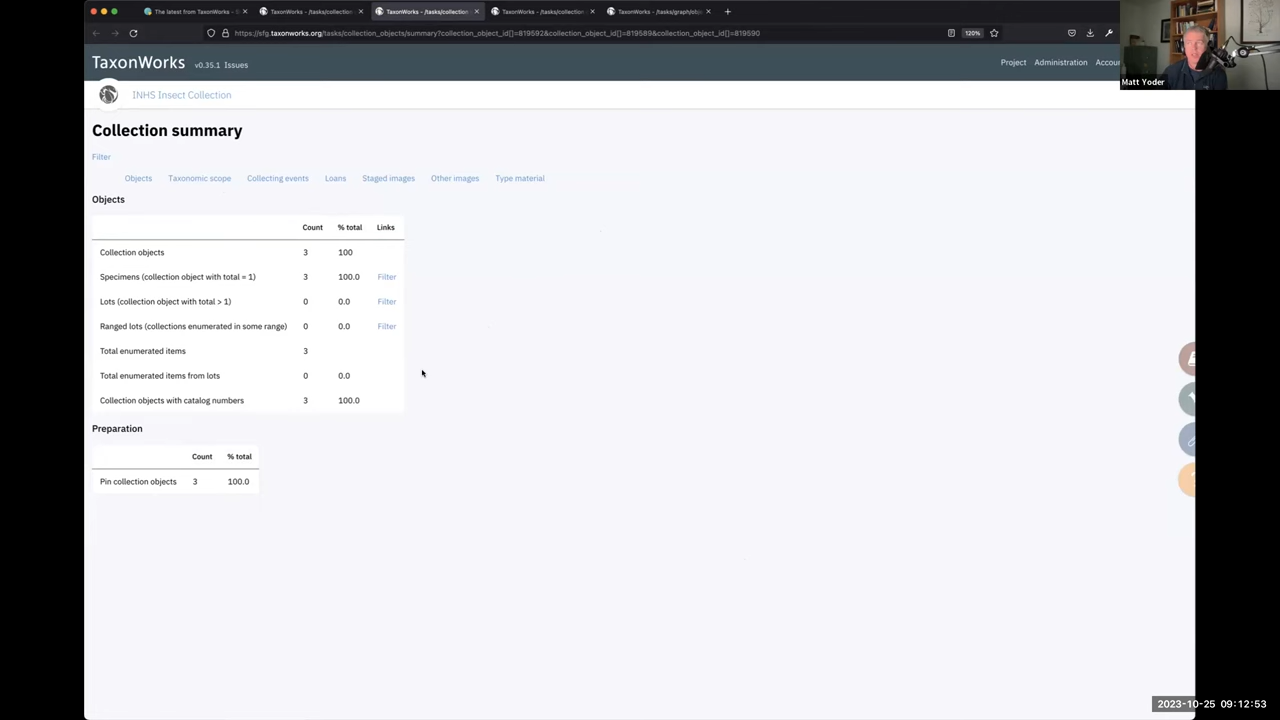 The latest from TaxonWorks -
TaxonWorks - /tasks/collection
TaxonWorks - /tasks/collection
TaxonWorks - /tasks/collection
TaxonWorks - /tasks/graph/obj
https://sfg.taxonworks.org/tasks/collection_objects/summary?collection_object_id[]=819592&collection_object_id[]=819589&collection_object_id[]=819590
120%
TaxonWorks v0.35.1 Issues
Project Administration Accou
INHS Insect Collection
Collection summary
Filter
Objects Taxonomic scope Collecting events Loans Staged images Other images Type material
Objects
Count % total Links
Collection objects 3 100
Specimens (collection object with total = 1) 3 100.0 Filter
Lots (collection object with total > 1) 0 0.0 Filter
Ranged lots (collections enumerated in some range) 0 0.0 Filter
Total enumerated items 3
Total enumerated items from lots 0 0.0
Collection objects with catalog numbers 3 100.0
Preparation
Count % total
Pin collection objects 3 100.0
Matt Yoder
2023-10-25 09:12:53